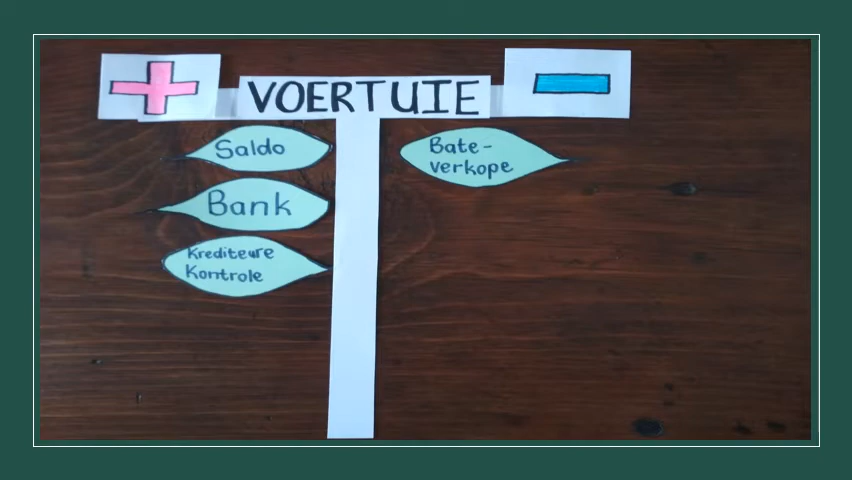 VOERTUIE
Saldo
Bank
Krediteure
Kontrole
Bate-
verkope